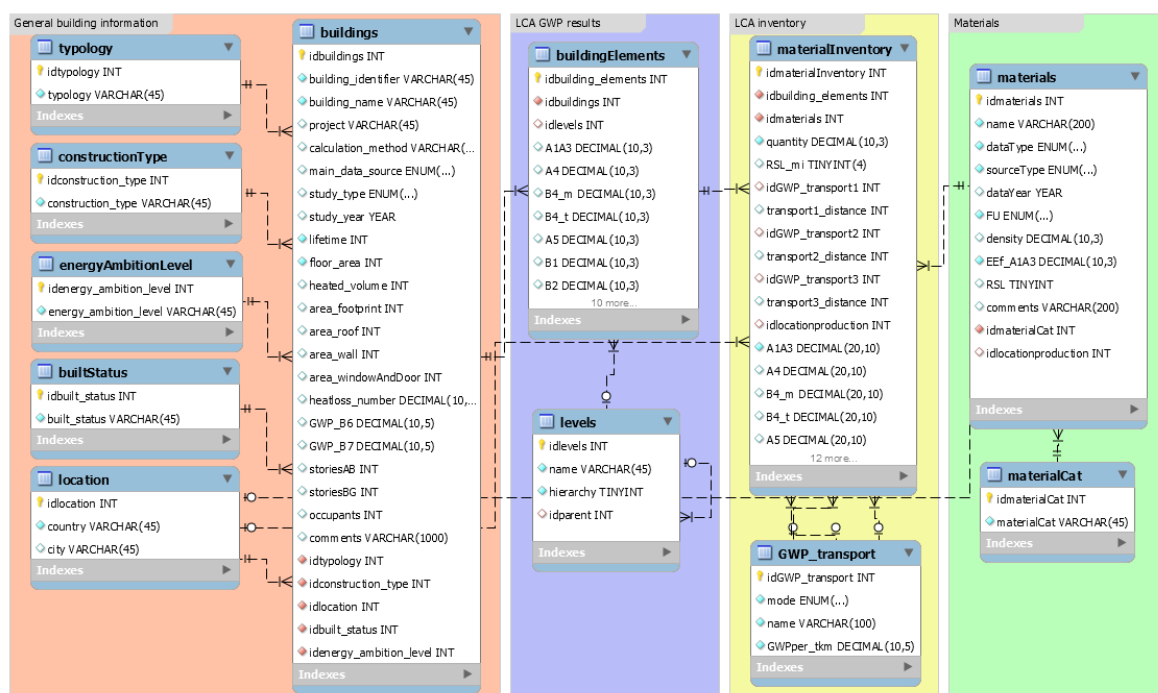 General building information
typology
idtypology INT
typology VARCHAR(45)
Indexes
constructionType
idconstruction_type INT
construction_type VARCHAR(45)
Indexes
energyAmbitionLevel
idenergy_ambition_level INT
energy_ambition_level VARCHAR(45)
Indexes
builtStatus
idbuilt_status INT
built_status VARCHAR(45)
Indexes
location
idlocation INT
country VARCHAR(45)
city VARCHAR(45)
Indexes
buildings
idbuildings INT
building_identifier VARCHAR(45)
building_name VARCHAR(45)
project VARCHAR(45)
calculation_method VARCHAR(...
main_data_source ENUM(...)
study_type ENUM(...)
study_year YEAR
lifetime INT
floor_area INT
heated_volume INT
area_footprint INT
area_roof INT
area_wall INT
area_windowAndDoor INT
heatloss_number DECIMAL(10,...
GWP_B6 DECIMAL(10,5)
GWP_B7 DECIMAL(10,5)
storiesAB INT
storiesBG INT
occupants INT
comments VARCHAR(1000)
idtypology INT
idconstruction_type INT
idlocation INT
idbuilt_status INT
idenergy_ambition_level INT
Indexes
LCA GWP results
buildingElements
idbuilding_elements INT
idbuildings INT
idlevels INT
A1A3 DECIMAL(10,3)
A4 DECIMAL(10,3)
B4_m DECIMAL(10,3)
B4_t DECIMAL(10,3)
A5 DECIMAL(10,3)
B1 DECIMAL(10,3)
B2 DECIMAL(10,3)
10 more...
Indexes
levels
idlevels INT
name VARCHAR(45)
hierarchy TINYINT
idparent INT
Indexes
LCA inventory
materialInventory
idmaterialInventory INT
idbuilding_elements INT
idmaterials INT
quantity DECIMAL(10,3)
RSL_mi TINYINT(4)
idGWP_transport1 INT
transport1_distance INT
idGWP_transport2 INT
transport2_distance INT
idGWP_transport3 INT
transport3_distance INT
idlocationproduction INT
A1A3 DECIMAL(20,10)
A4 DECIMAL(20,10)
B4_m DECIMAL(20,10)
B4_t DECIMAL(20,10)
A5 DECIMAL(20,10)
12 more...
Indexes
GWP_transport
idGWP_transport INT
mode ENUM(...)
name VARCHAR(100)
GWPper_tkm DECIMAL(10,5)
Indexes
Materials
materials
idmaterials INT
name VARCHAR(200)
dataType ENUM(...)
sourceType ENUM(...)
dataYear YEAR
FU ENUM(...)
density DECIMAL(10,3)
EEf_A1A3 DECIMAL(10,3)
RSL TINYINT
comments VARCHAR(200)
idmaterialCat INT
idlocationproduction INT
Indexes
materialCat
idmaterialCat INT
materialCat VARCHAR(45)
Indexes